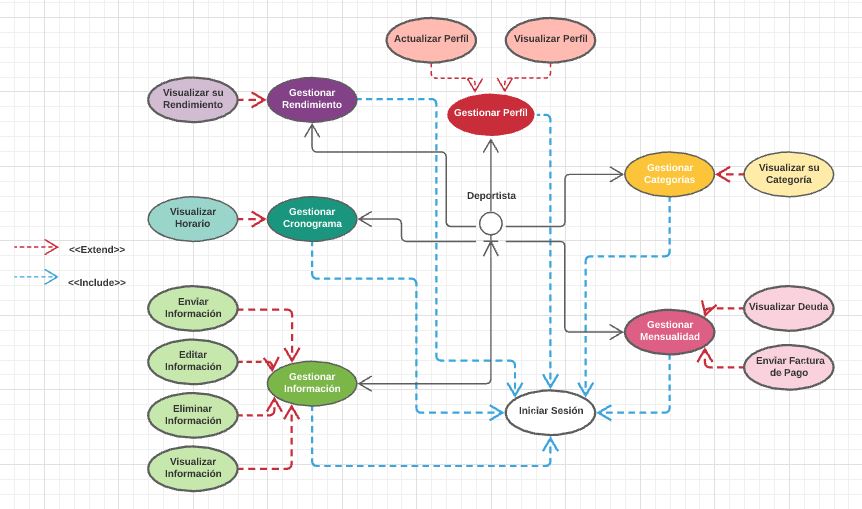 Actualizar Perfil
Visualizar Perfil
Visualizar su
Rendimiento
Gestionar
Rendimiento
Gestionar Perfil
Gestionar
Categorías
Visualizar su
Categoría
Deportista
Visualizar
Horario
Gestionar
Cronograma
<<Extend>>
<<Include>>
Enviar
Información
Visualizar Deuda
Gestionar
Mensualidad
Editar
Información
Enviar Factura
de Pago
Gestionar
Información
Eliminar
Información
Iniciar Sesión
Visualizar
Información